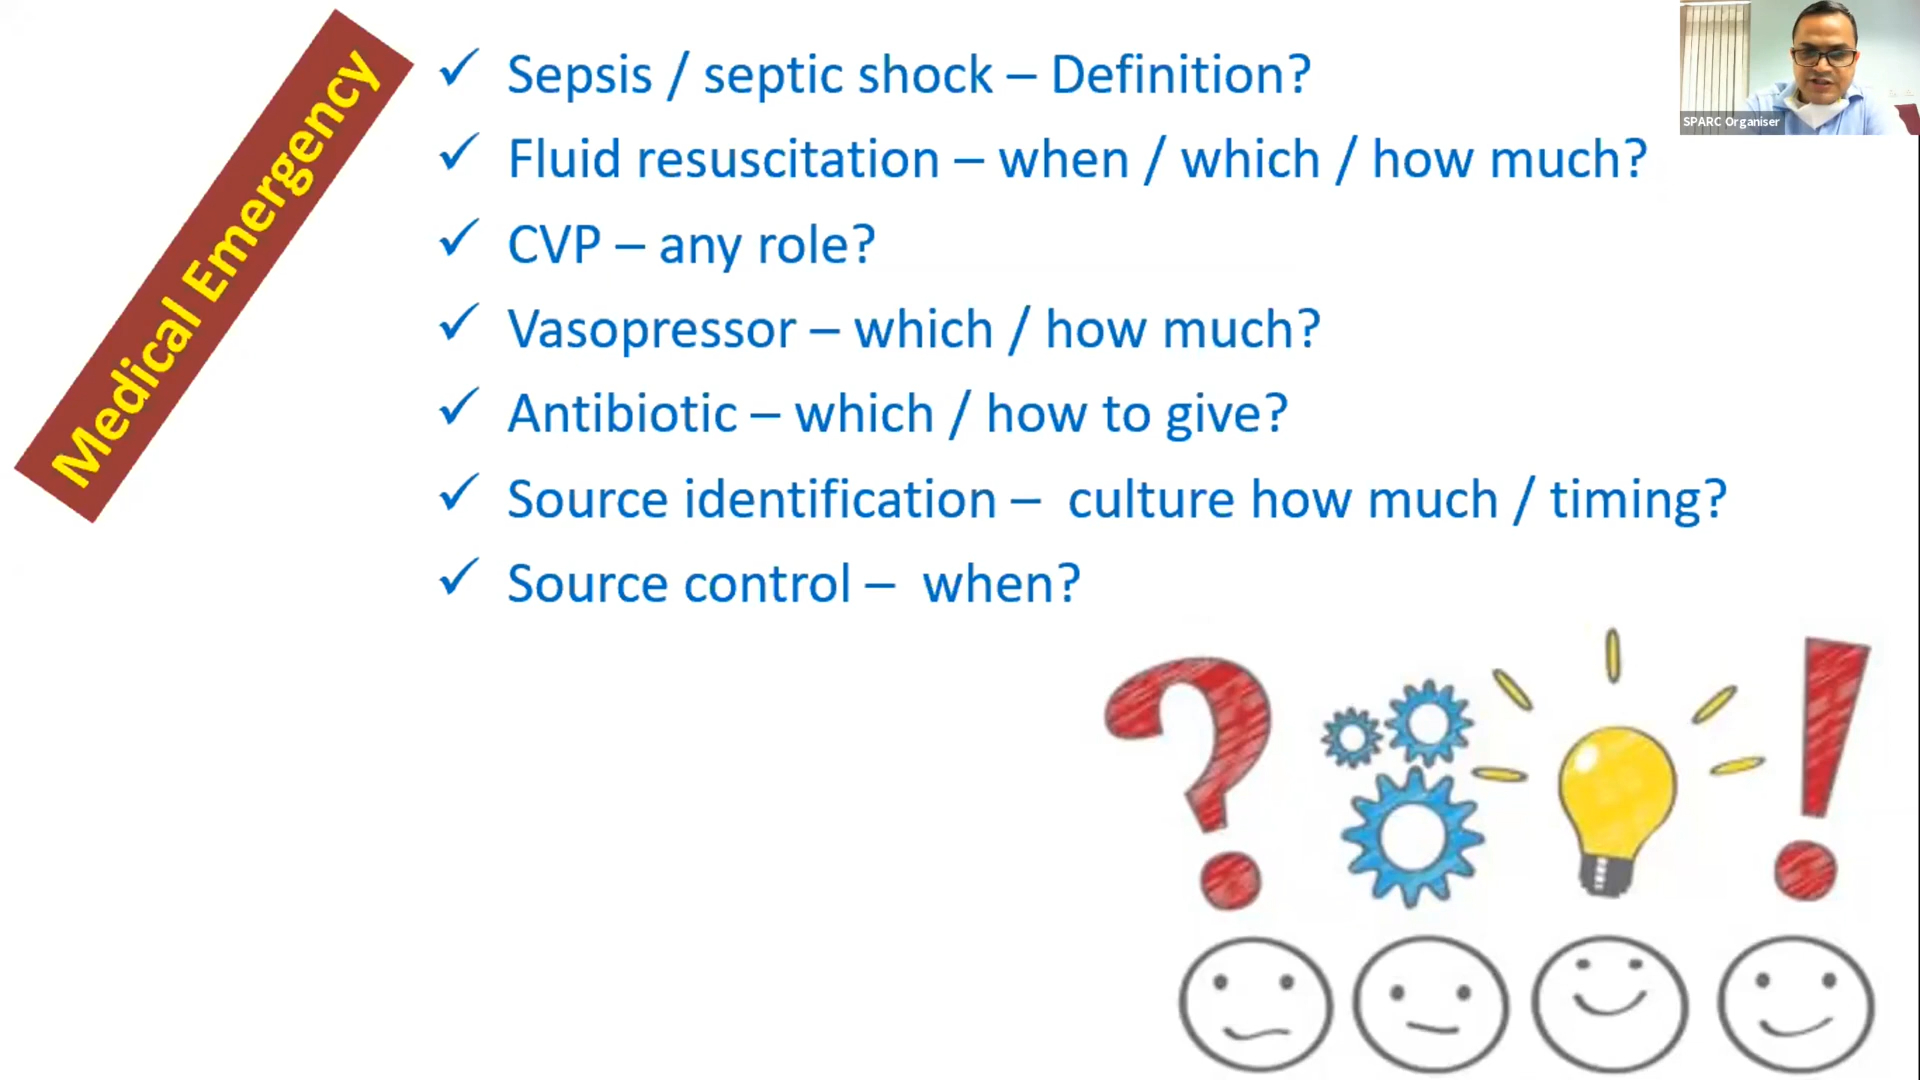 Medical Emergency
✓ Sepsis / septic shock – Definition?
✓ Fluid resuscitation – when / which / how much?
✓ CVP – any role?
✓ Vasopressor – which / how much?
✓ Antibiotic – which / how to give?
✓ Source identification – culture how much / timing?
✓ Source control – when?
SPARC Organiser